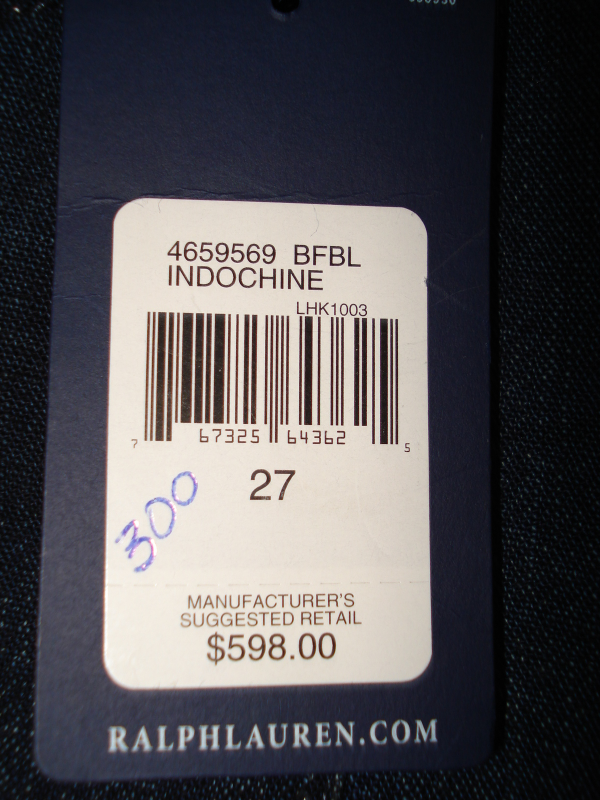 4659569 BFBL
INDOCHINE
LHK1003
7 67325 64362 5
27
300
MANUFACTURER'S
SUGGESTED RETAIL
$598.00
RALPHLAUREN.COM